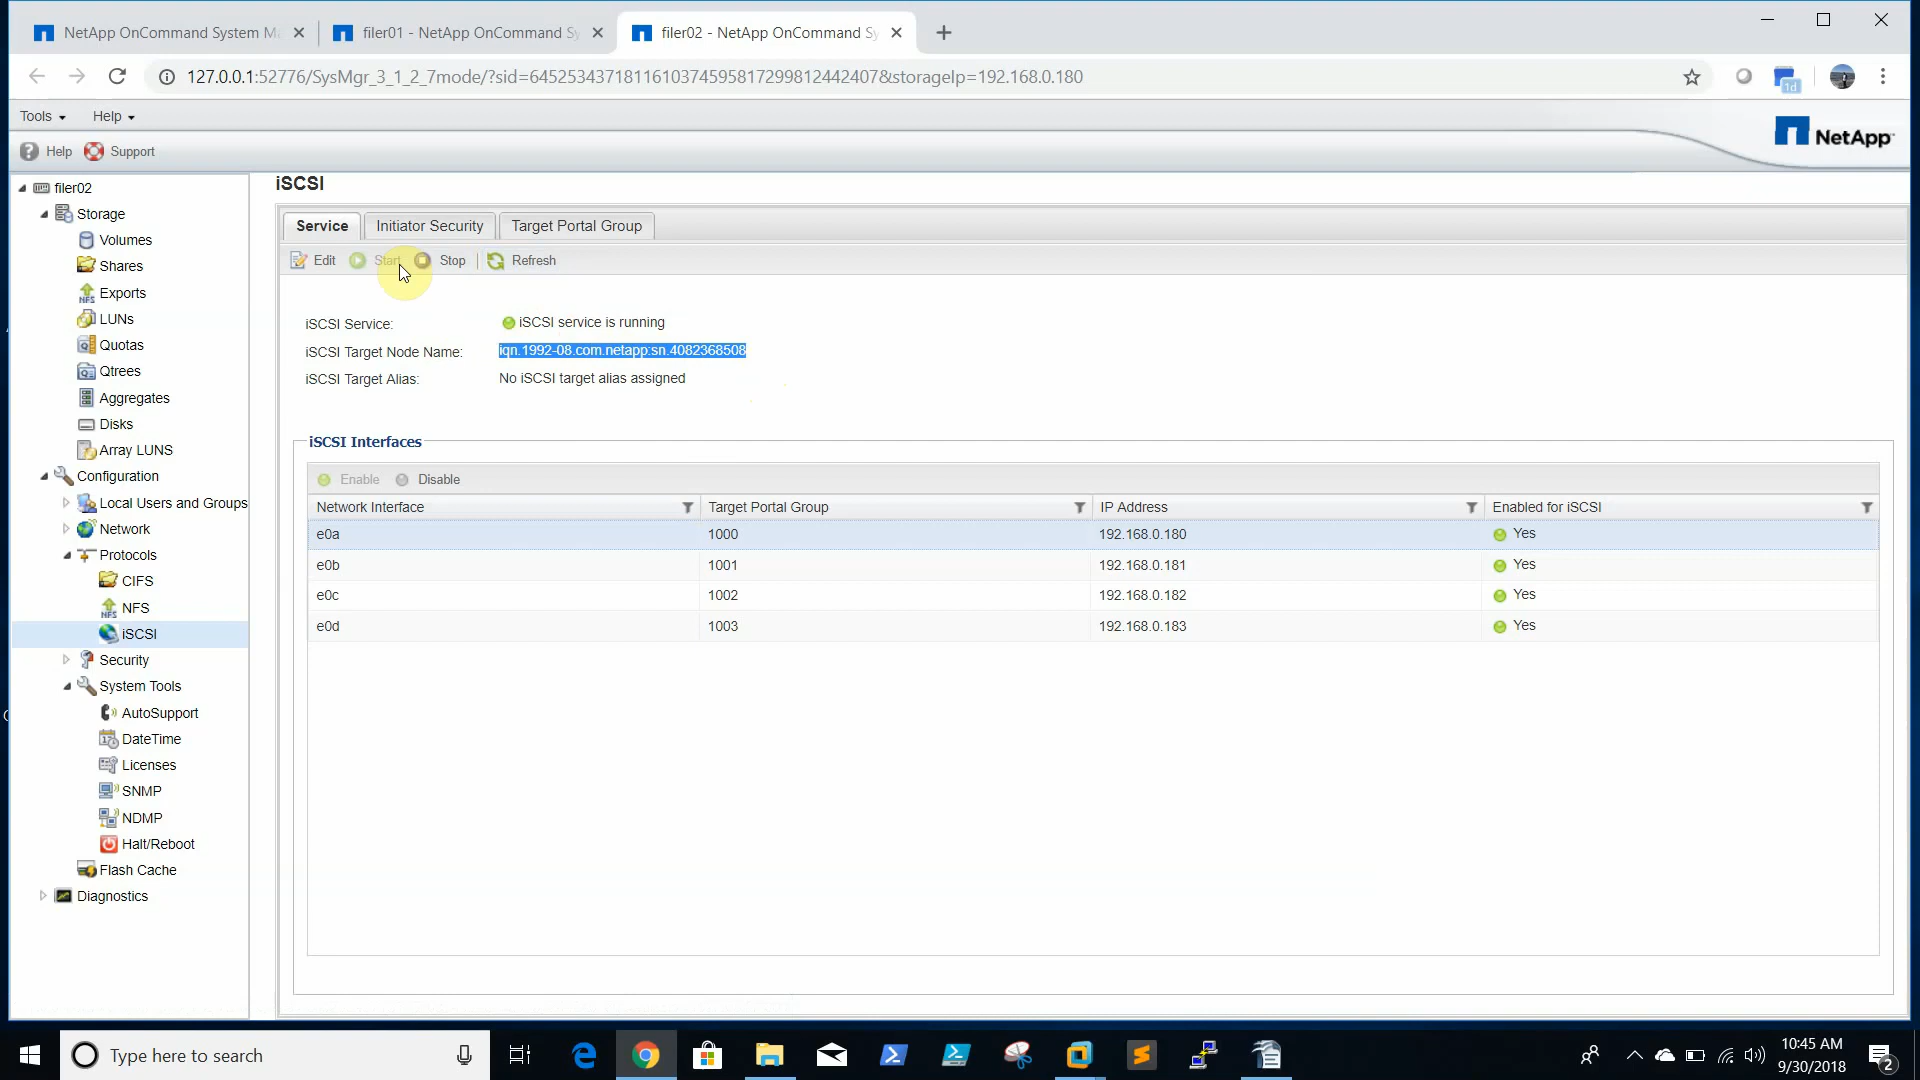 NetApp OnCommand System Ma
filer01 - NetApp OnCommand Sy
filer02 - NetApp OnCommand Sy
127.0.0.1:52776/SysMgr_3_1_2_7mode/?sid=6452534371811610374595817299812442407&storageIp=192.168.0.180
1d
Tools
Help
NetApp
Help
Support
filer02
Storage
Volumes
Shares
Exports
LUNs
Quotas
Qtrees
Aggregates
Disks
Array LUNS
Configuration
Local Users and Groups
Network
Protocols
CIFS
NFS
iSCSI
Security
System Tools
AutoSupport
DateTime
Licenses
SNMP
NDMP
Halt/Reboot
Flash Cache
Diagnostics
iSCSI
Service Initiator Security Target Portal Group
Edit Start Stop Refresh
iSCSI Service: iSCSI service is running
iSCSI Target Node Name: iqn.1992-08.com.netapp:sn.4082368508
iSCSI Target Alias: No iSCSI target alias assigned
iSCSI Interfaces
Enable Disable
Network Interface Target Portal Group IP Address Enabled for iSCSI
e0a 1000 192.168.0.180 Yes
e0b 1001 192.168.0.181 Yes
e0c 1002 192.168.0.182 Yes
e0d 1003 192.168.0.183 Yes
Type here to search
10:45 AM
9/30/2018
2